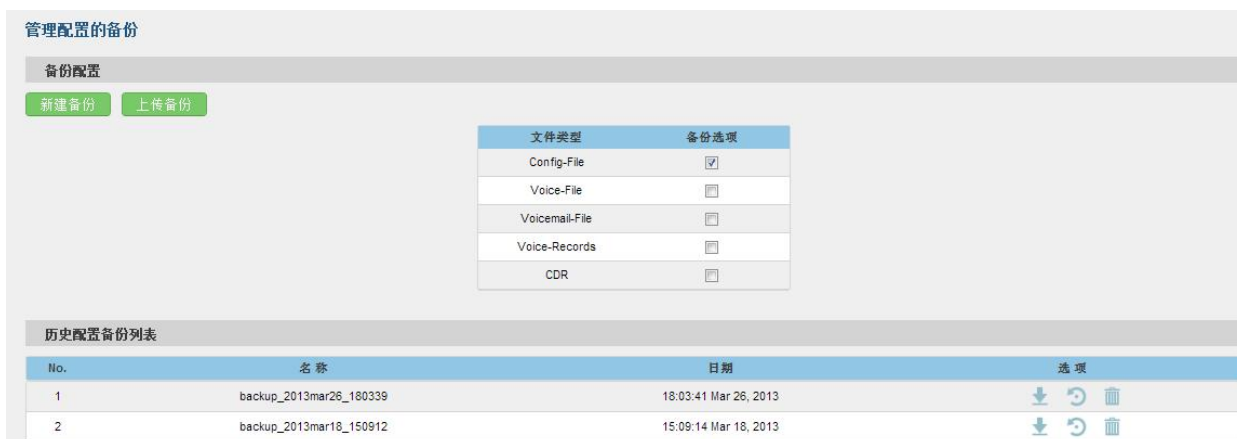 管理配置的备份
备份配置
新建备份 上传备份
文件类型 备份选项
Config-File
Voice-File
Voicemail-File
Voice-Records
CDR
历史配置备份列表
No. 名称 日期 选项
1 backup_2013mar26_180339 18:03:41 Mar 26, 2013
2 backup_2013mar18_150912 15:09:14 Mar 18, 2013